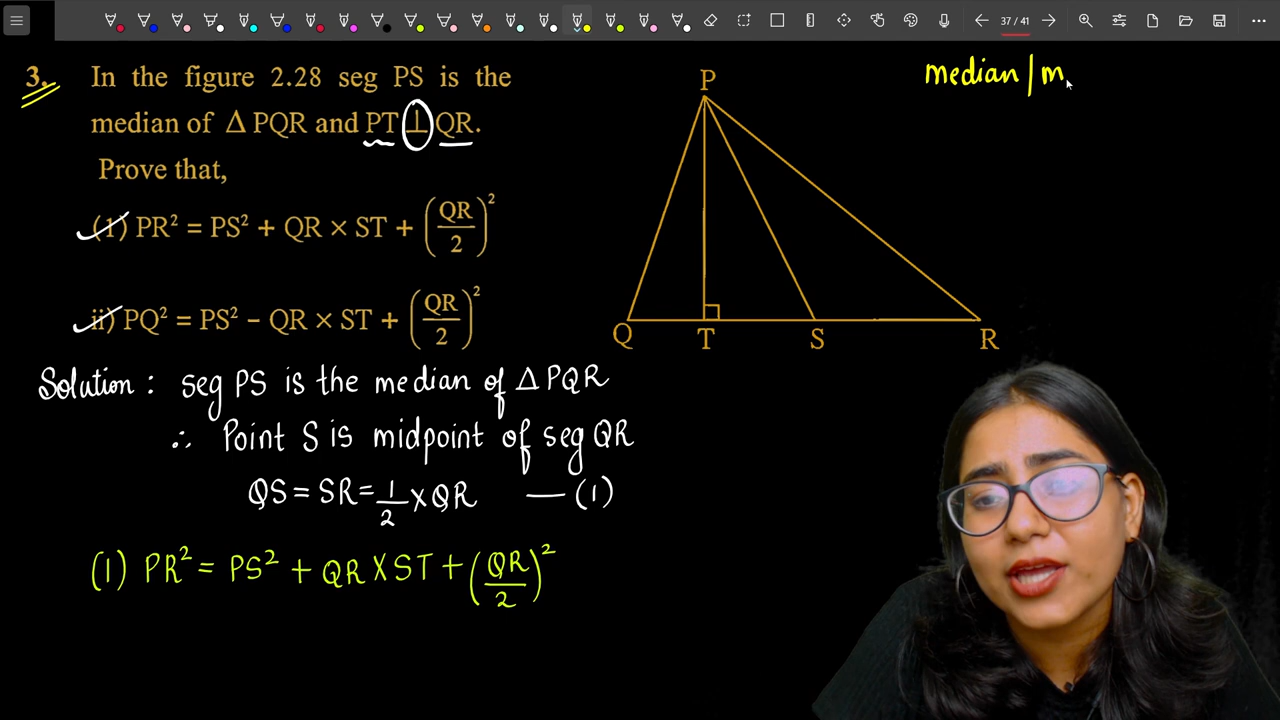 37 / 41
3. In the figure 2.28 seg PS is the
median of Δ PQR and PT ⊥ QR.
Prove that,
(1) PR² = PS² + QR × ST + (QR/2)²
ii) PQ² = PS² – QR × ST + (QR/2)²
median | m
P
Q T S R
Solution : seg PS is the median of Δ PQR
∴ Point S is midpoint of seg QR
QS = SR = 1/2 × QR — (1)
(1) PR² = PS² + QR × ST + (QR/2)²